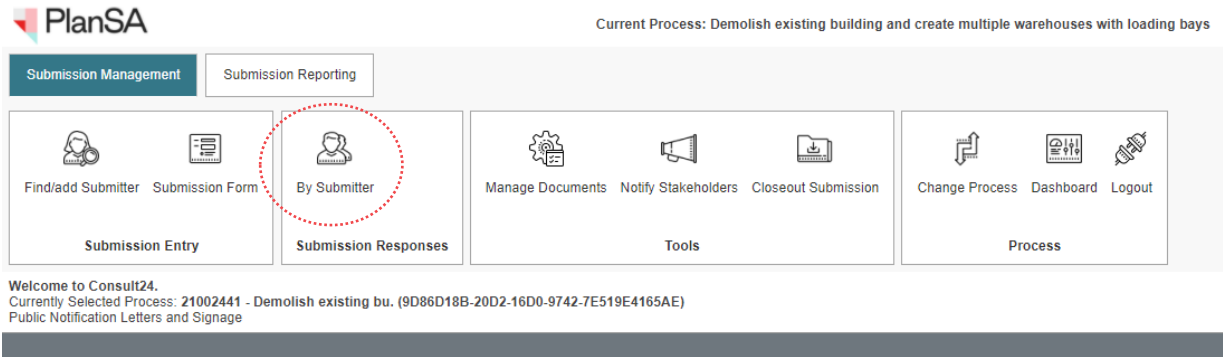 PlanSA
Current Process: Demolish existing building and create multiple warehouses with loading bays
Submission Management
Submission Reporting
Find/add Submitter
Submission Form
Submission Entry
By Submitter
Submission Responses
Manage Documents
Notify Stakeholders
Closeout Submission
Tools
Change Process
Dashboard
Logout
Process
Welcome to Consult24.
Currently Selected Process: 21002441 - Demolish existing bu. (9D86D18B-20D2-16D0-9742-7E519E4165AE)
Public Notification Letters and Signage